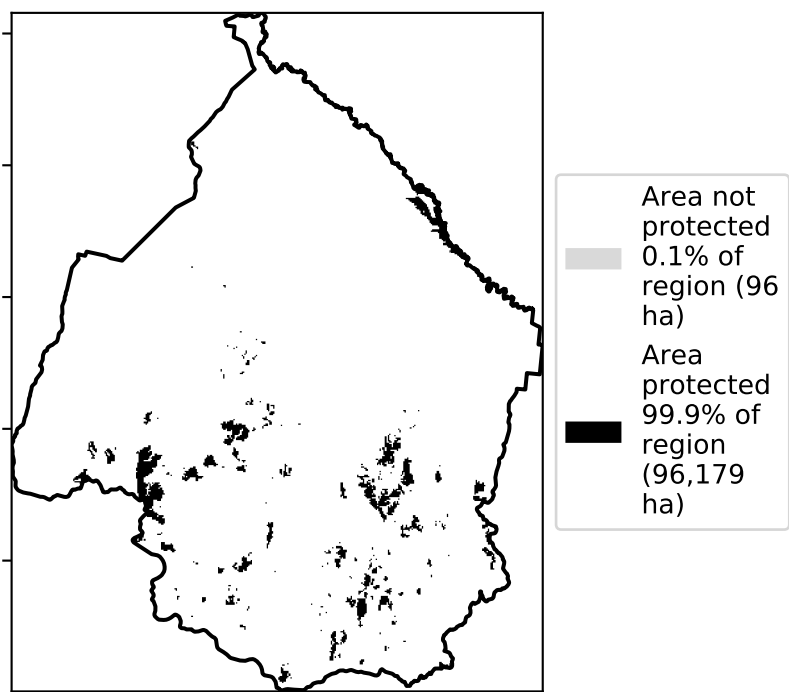 Area not
protected
0.1% of
region (96
ha)
Area
protected
99.9% of
region
(96,179
ha)